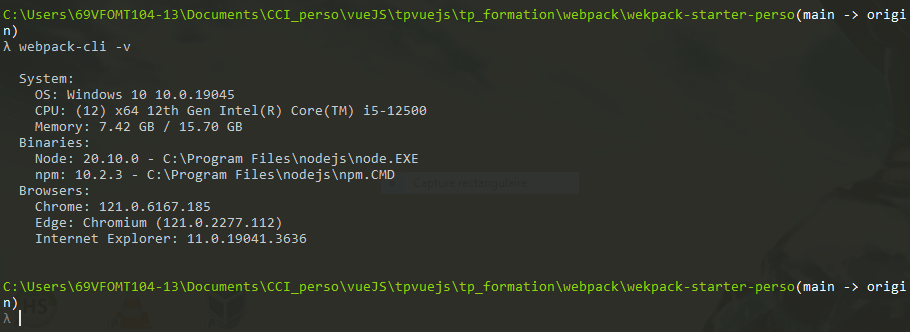 C:\Users\69VFOMT104-13\Documents\CCI_perso\vueJS\tpvuejs\tp_formation\webpack\wekpack-starter-perso(main -> origi
n)
λ webpack-cli -v
System:
OS: Windows 10 10.0.19045
CPU: (12) x64 12th Gen Intel(R) Core(TM) i5-12500
Memory: 7.42 GB / 15.70 GB
Binaries:
Node: 20.10.0 - C:\Program Files\nodejs\node.EXE
npm: 10.2.3 - C:\Program Files\nodejs\npm.CMD
Browsers:
Chrome: 121.0.6167.185
Edge: Chromium (121.0.2277.112)
Internet Explorer: 11.0.19041.3636
C:\Users\69VFOMT104-13\Documents\CCI_perso\vueJS\tpvuejs\tp_formation\webpack\wekpack-starter-perso(main -> origi
n)
λ